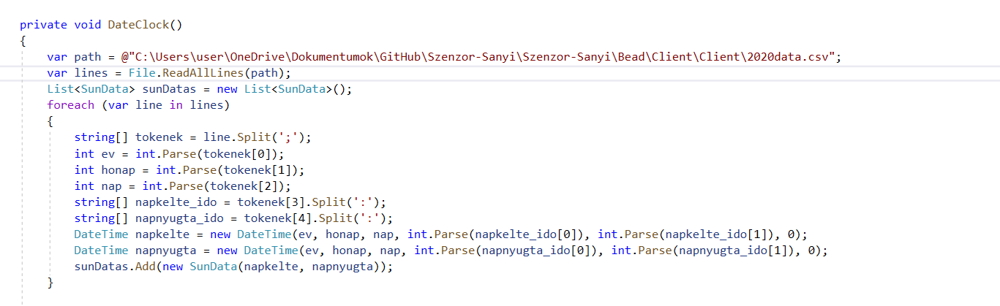 private void DateClock()
{
var path = @"C:\Users\user\OneDrive\Dokumentumok\GitHub\Szenzor-Sanyi\Szenzor-Sanyi\Bead\Client\Client\2020data.csv";
var lines = File.ReadAllLines(path);
List<SunData> sunDatas = new List<SunData>();
foreach (var line in lines)
{
string[] tokenek = line.Split(';');
int ev = int.Parse(tokenek[0]);
int honap = int.Parse(tokenek[1]);
int nap = int.Parse(tokenek[2]);
string[] napkelte_ido = tokenek[3].Split(':');
string[] napnyugta_ido = tokenek[4].Split(':');
DateTime napkelte = new DateTime(ev, honap, nap, int.Parse(napkelte_ido[0]), int.Parse(napkelte_ido[1]), 0);
DateTime napnyugta = new DateTime(ev, honap, nap, int.Parse(napnyugta_ido[0]), int.Parse(napnyugta_ido[1]), 0);
sunDatas.Add(new SunData(napkelte, napnyugta));
}